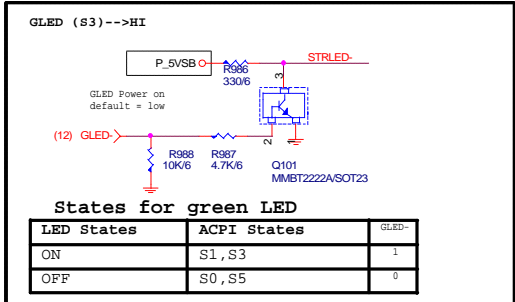 GLED (S3)-->HI
P_5VSB
STRLED-
R986
330/6
3
GLED Power on
default = low
(12) GLED-
2
1
R988
10K/6
R987
4.7K/6
Q101
MMBT2222A/SOT23
States for green LED
LED States ACPI States GLED-
ON S1,S3 1
OFF S0,S5 0